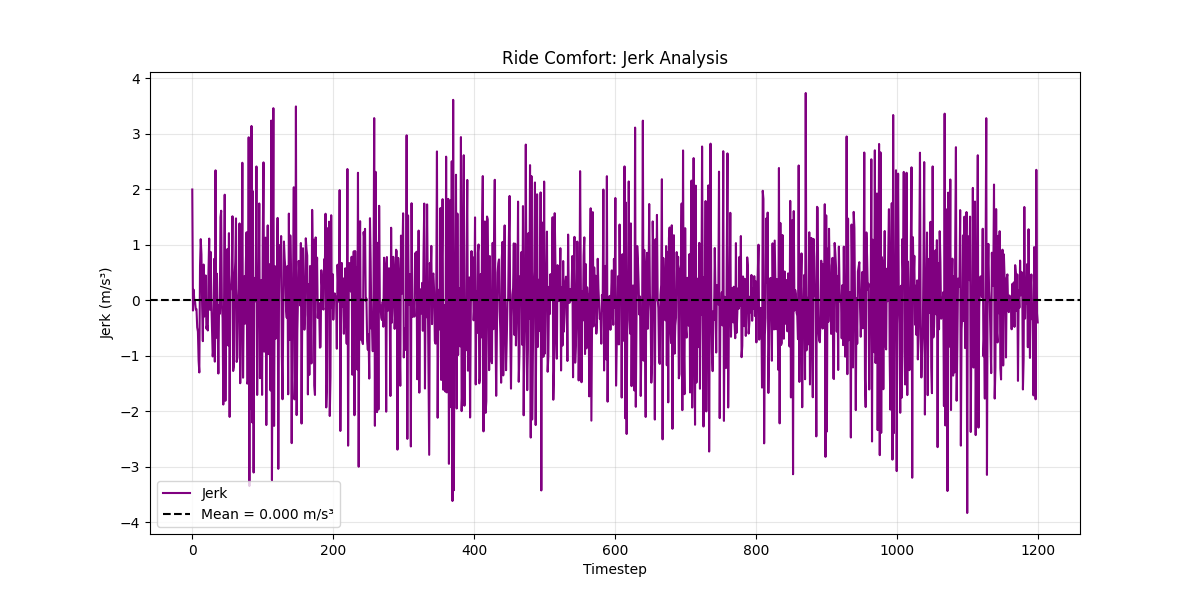 Ride Comfort: Jerk Analysis
4
3
2
1
0
−1
−2
−3
−4
Jerk (m/s³)
Jerk
Mean = 0.000 m/s³
0 200 400 600 800 1000 1200
Timestep